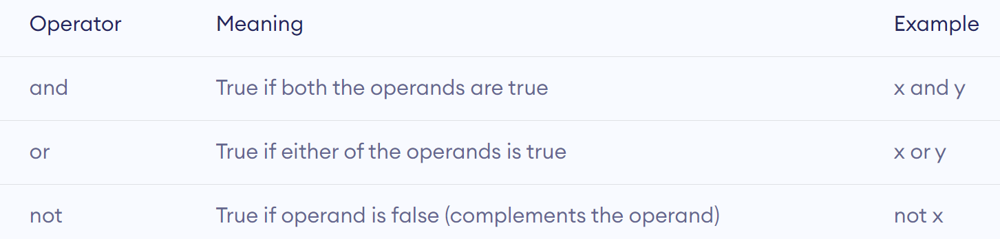 Operator Meaning Example
and True if both the operands are true x and y
or True if either of the operands is true x or y
not True if operand is false (complements the operand) not x